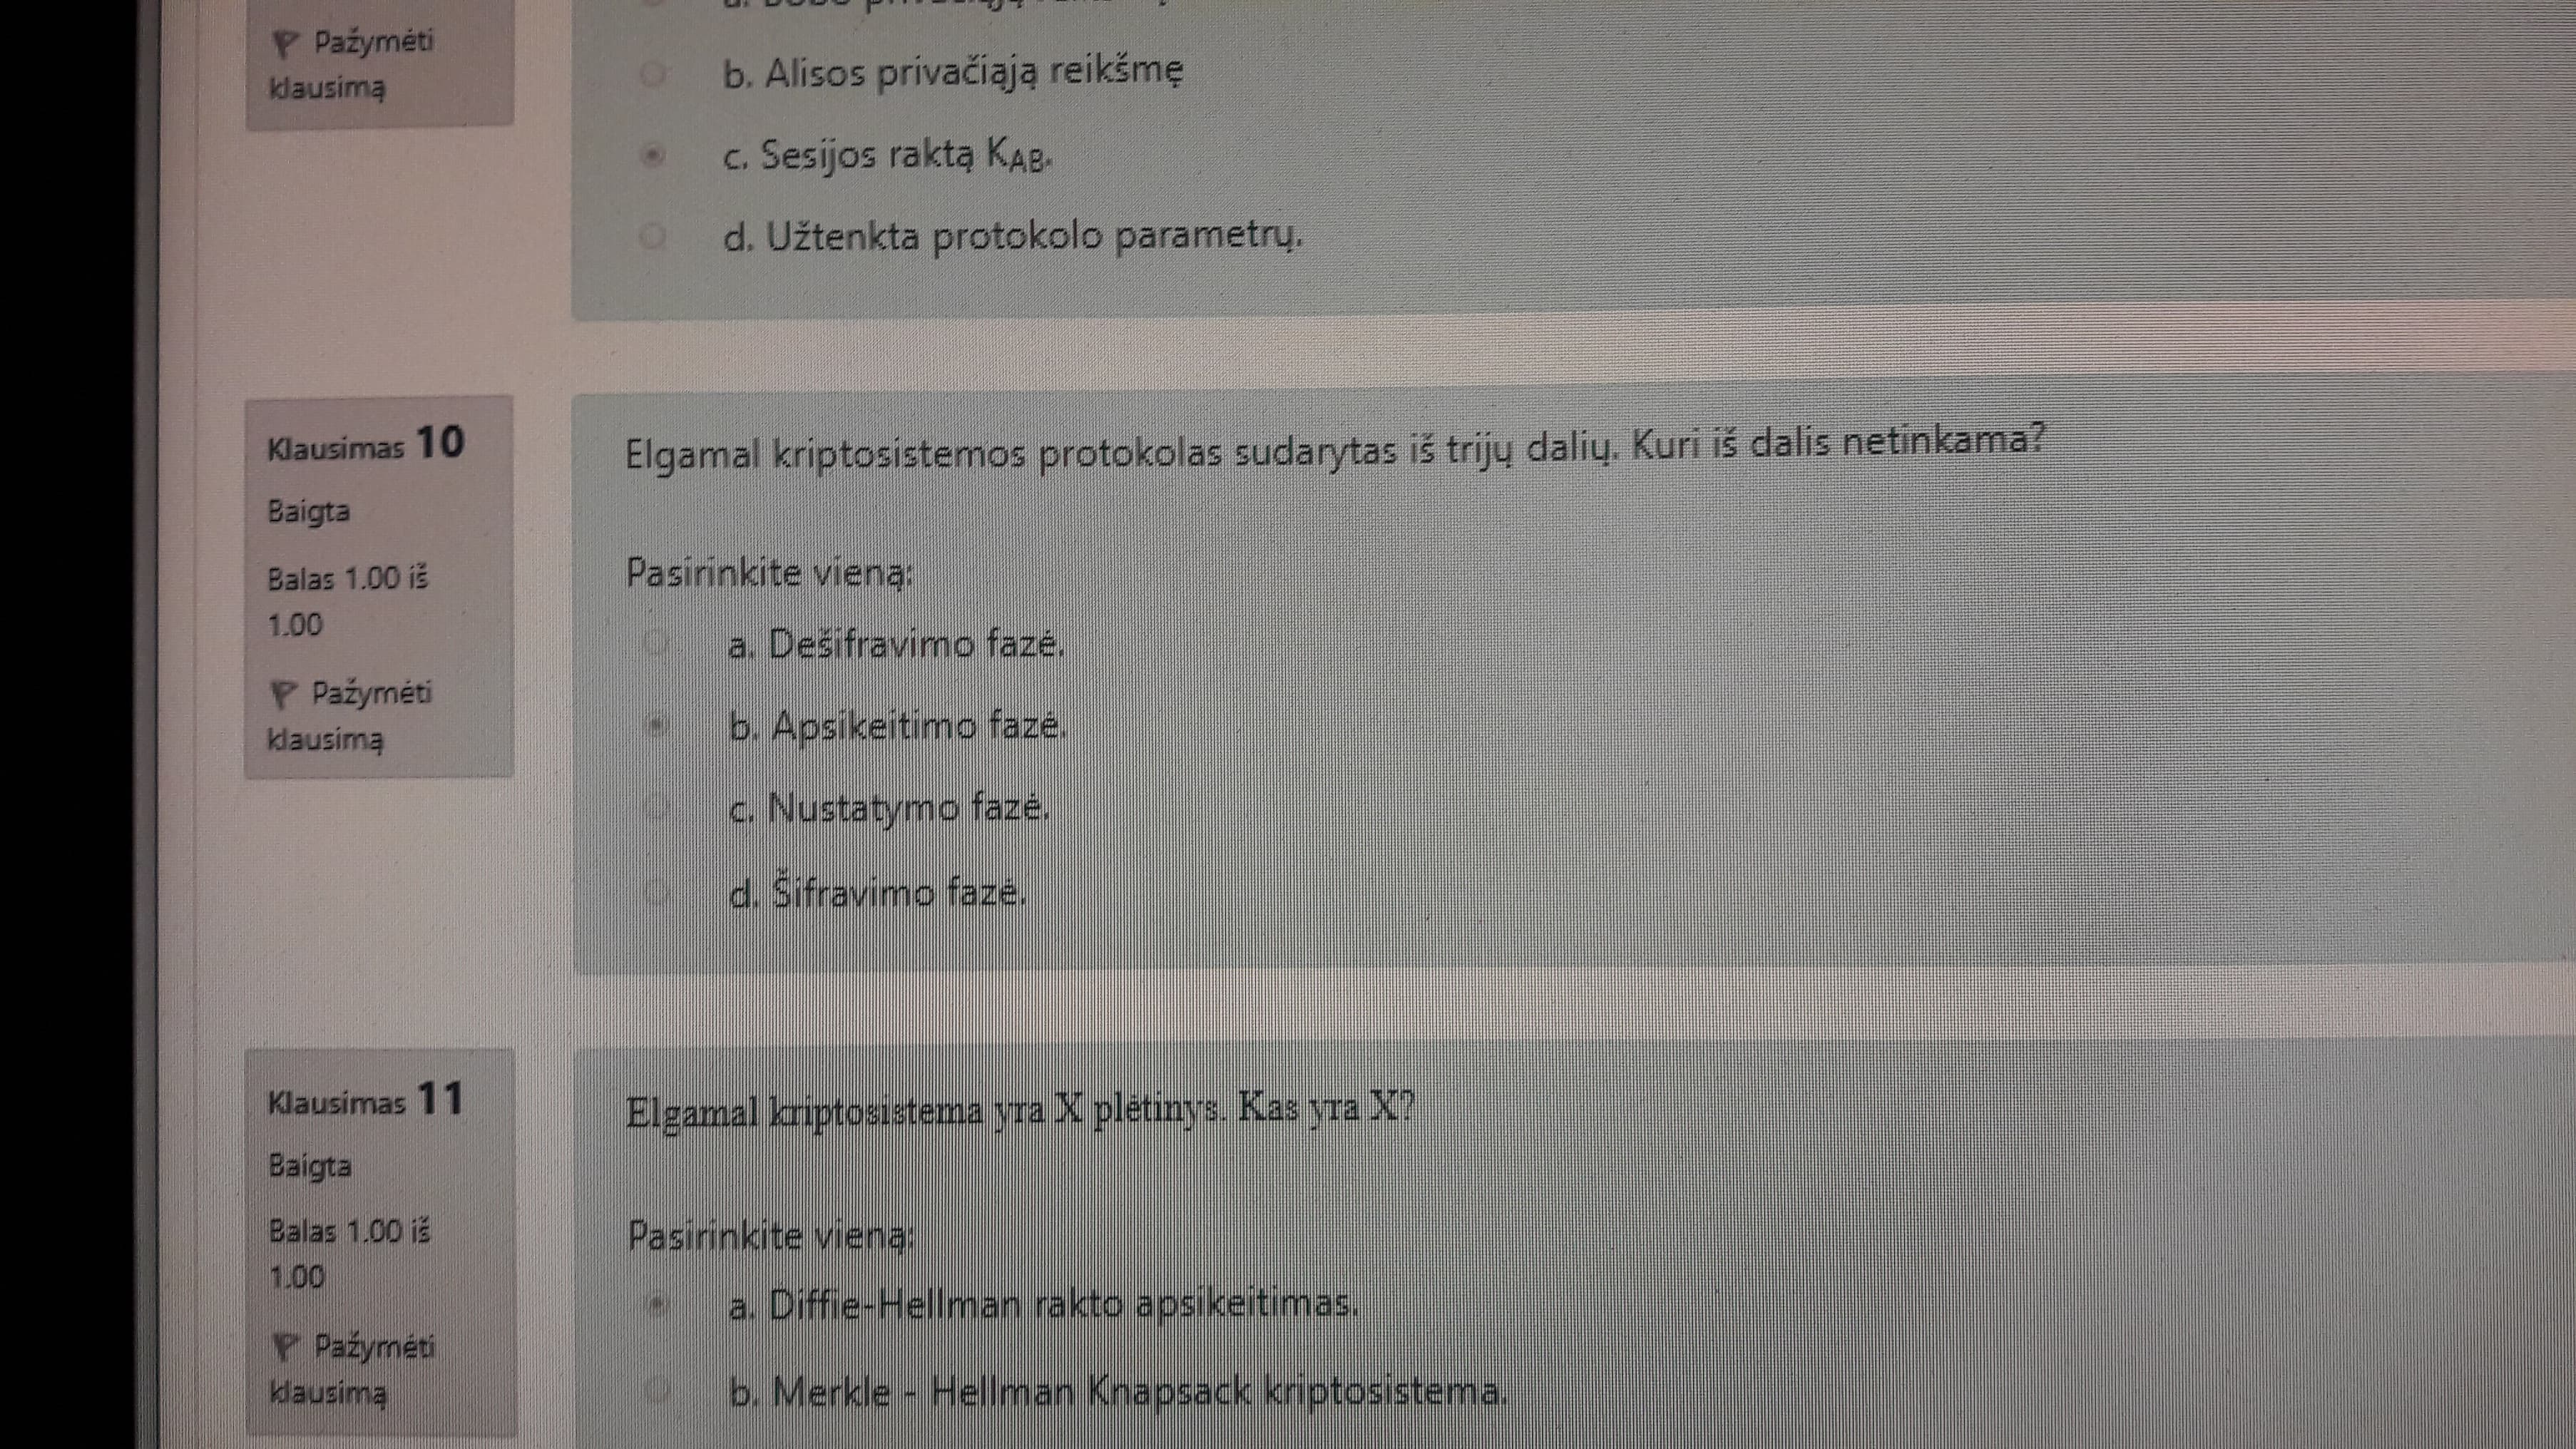 Pažymėti
klausimą
b. Alisos privačiąją reikšmę
c. Sesijos raktą KAB.
d. Užtenkta protokolo parametrų.
Klausimas 10
Baigta
Balas 1.00 iš
1.00
Pažymėti
klausimą
Elgamal kriptosistemos protokolas sudarytas iš trijų dalių. Kuri iš dalis netinkama?
Pasirinkite vieną:
a. Dešifravimo fazė.
b. Apsikeitimo fazė.
c. Nustatymo fazė.
d. Šifravimo fazė.
Klausimas 11
Baigta
Balas 1.00 iš
1.00
Pažymėti
klausimą
Elgamal kriptosistema yra X plėtinys. Kas yra X?
Pasirinkite vieną:
a. Diffie-Hellman rakto apsikeitimas.
b. Merkle - Hellman Knapsack kriptosistema.